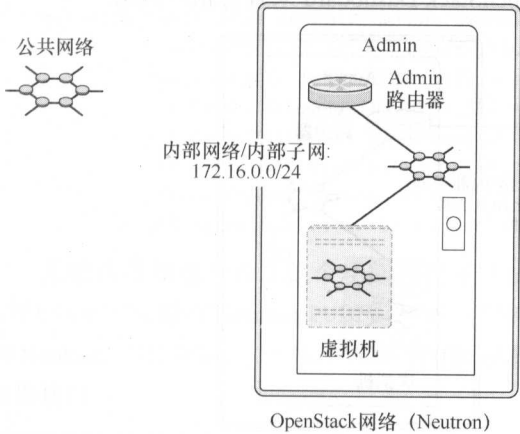 公共网络
Admin
Admin
路由器
内部网络/内部子网:
172.16.0.0/24
虚拟机
OpenStack网络（Neutron）